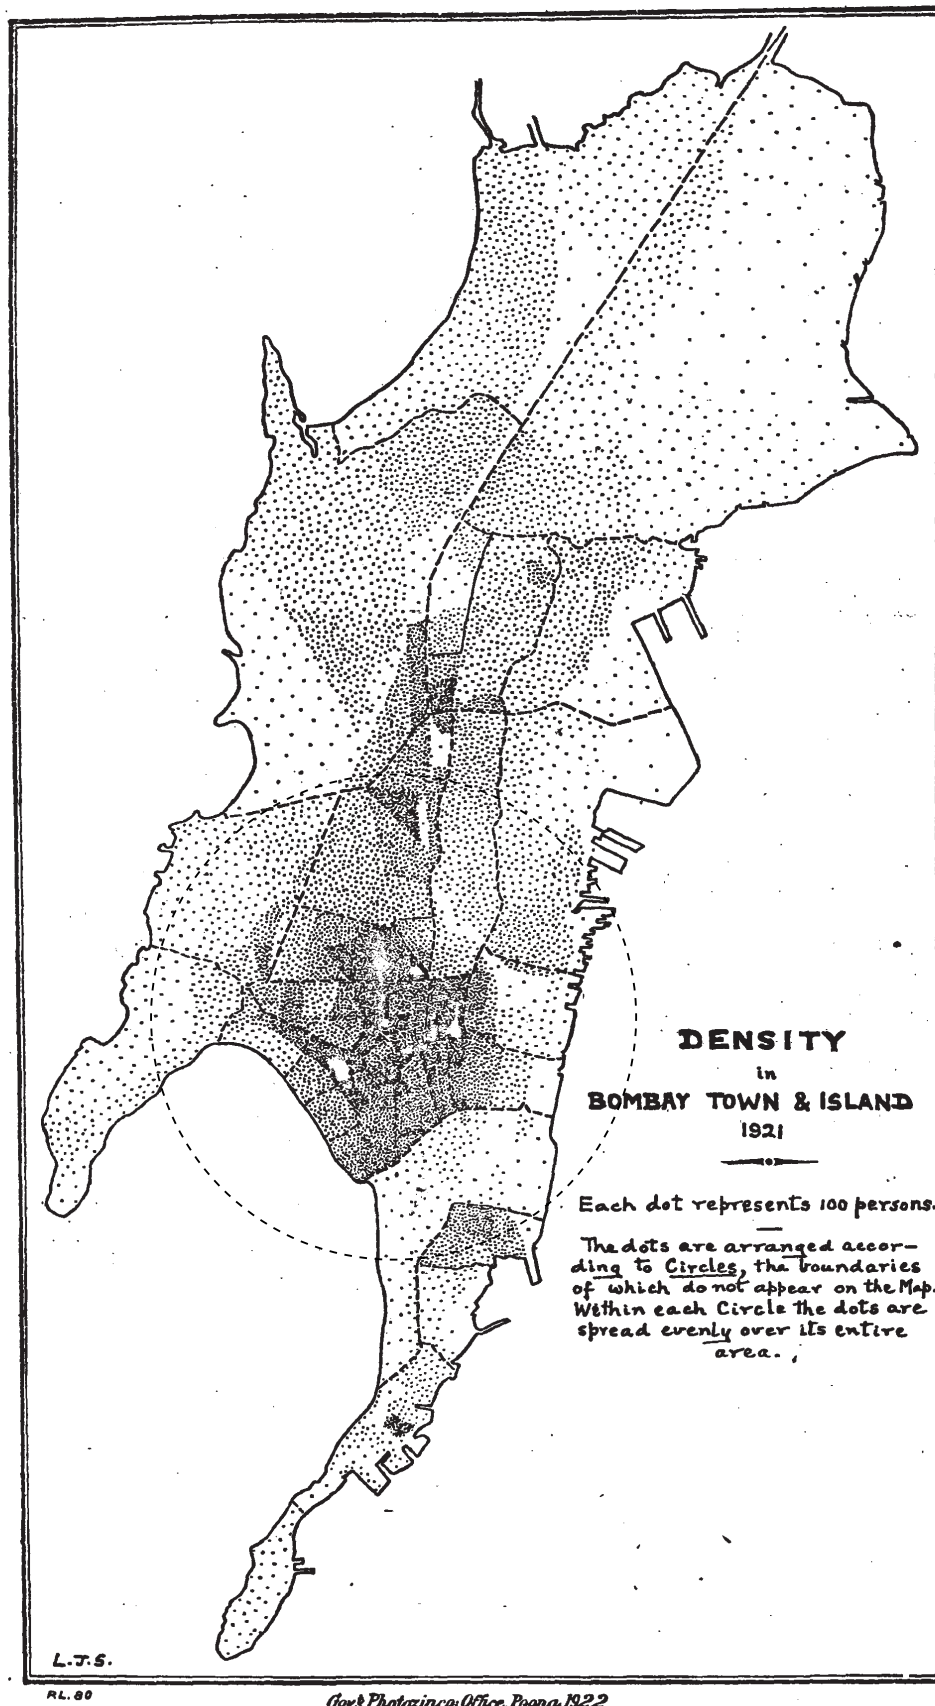 DENSITY
in
BOMBAY TOWN & ISLAND
1921
Each dot represents 100 persons.
The dots are arranged accor-
ding to Circles, the boundaries
of which do not appear on the Map.
Within each Circle the dots are
spread evenly over its entire
area.
L.J.S.
RL.80
Govt Photozinco: Office, Poona, 1922